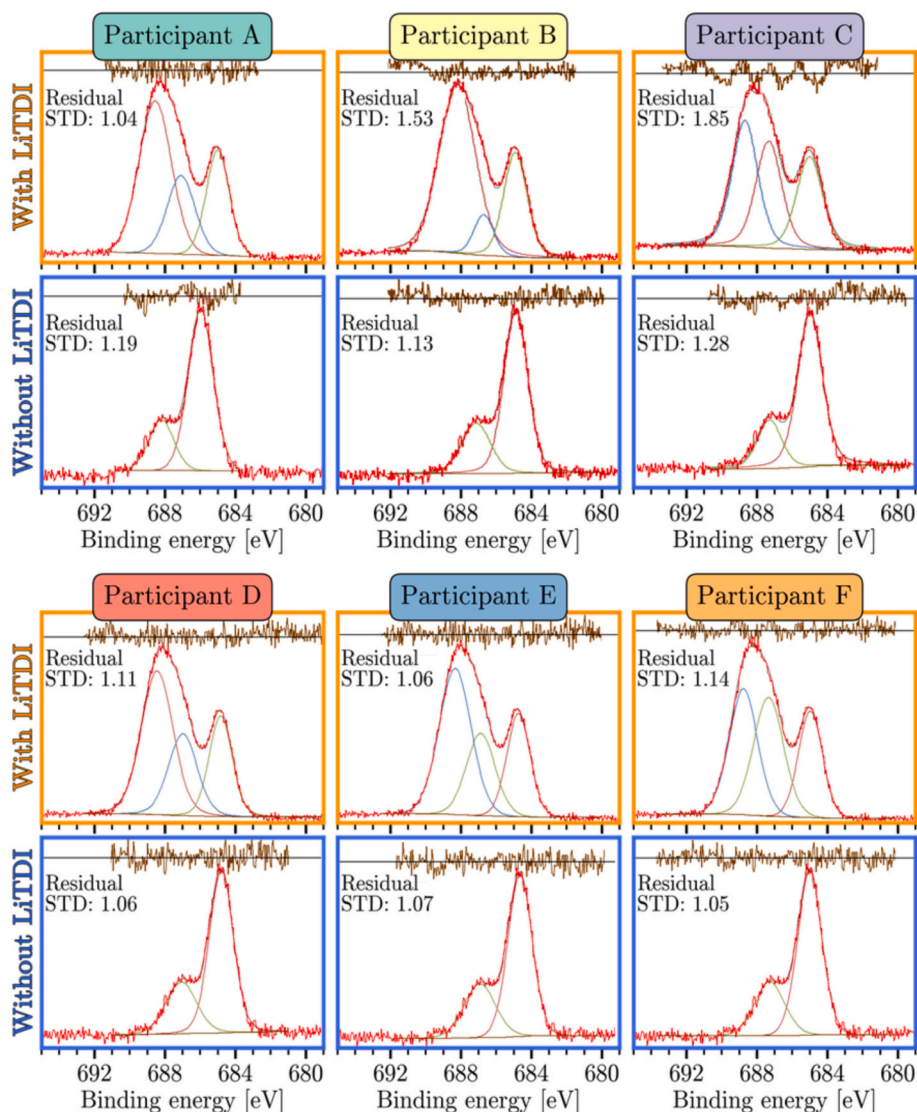 Participant A
Participant B
Participant C
With LiTDI
Residual
STD: 1.04
Residual
STD: 1.53
Residual
STD: 1.85
Without LiTDI
Residual
STD: 1.19
Residual
STD: 1.13
Residual
STD: 1.28
692 688 684 680
692 688 684 680
692 688 684 680
Binding energy [eV]
Binding energy [eV]
Binding energy [eV]
Participant D
Participant E
Participant F
With LiTDI
Residual
STD: 1.11
Residual
STD: 1.06
Residual
STD: 1.14
Without LiTDI
Residual
STD: 1.06
Residual
STD: 1.07
Residual
STD: 1.05
692 688 684 680
692 688 684 680
692 688 684 680
Binding energy [eV]
Binding energy [eV]
Binding energy [eV]